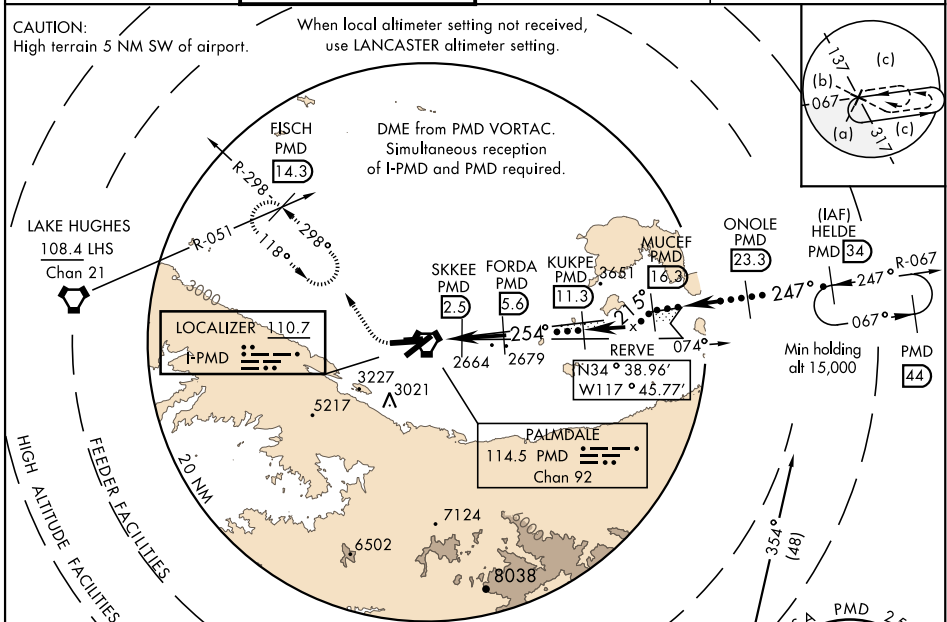 CAUTION:
High terrain 5 NM SW of airport.
When local altimeter setting not received,
use LANCASTER altimeter setting.
137
(c)
(b)
067
(a)
(c)
317
FISCH
PMD
14.3
DME from PMD VORTAC.
Simultaneous reception
of I-PMD and PMD required.
R-298
R-051
298°
118°
LAKE HUGHES
108.4 LHS
Chan 21
3000
SKKEE
PMD
2.5
FORDA
PMD
5.6
KUKPE
PMD
11.3
3651
MUCEF
PMD
16.3
ONOLE
PMD
23.3
(IAF)
HELDE
PMD 34
R-067
247°
247°
067°
215°
254°
074°
Min holding
alt 15,000
PMD
44
LOCALIZER 110.7
I-PMD
2664
2679
RERVE
N34° 38.96'
W117° 45.77'
3227
3021
5217
PALMDALE
114.5 PMD
Chan 92
20 NM
7124
6502
6000
8038
HIGH ALTITUDE FACILITIES
FEEDER FACILITIES
354°
(48)
PMD 25